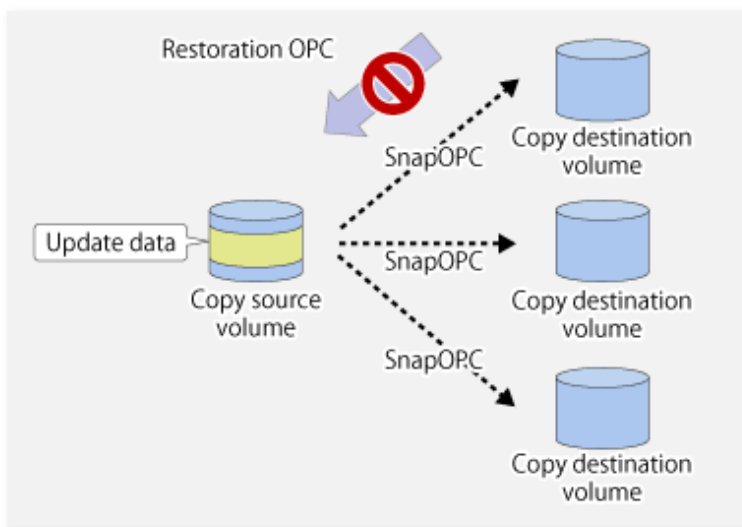 Restoration OPC
SnapOPC
Copy destination
volume
Update data
SnapOPC
Copy source
volume
Copy destination
volume
SnapOPC
Copy destination
volume